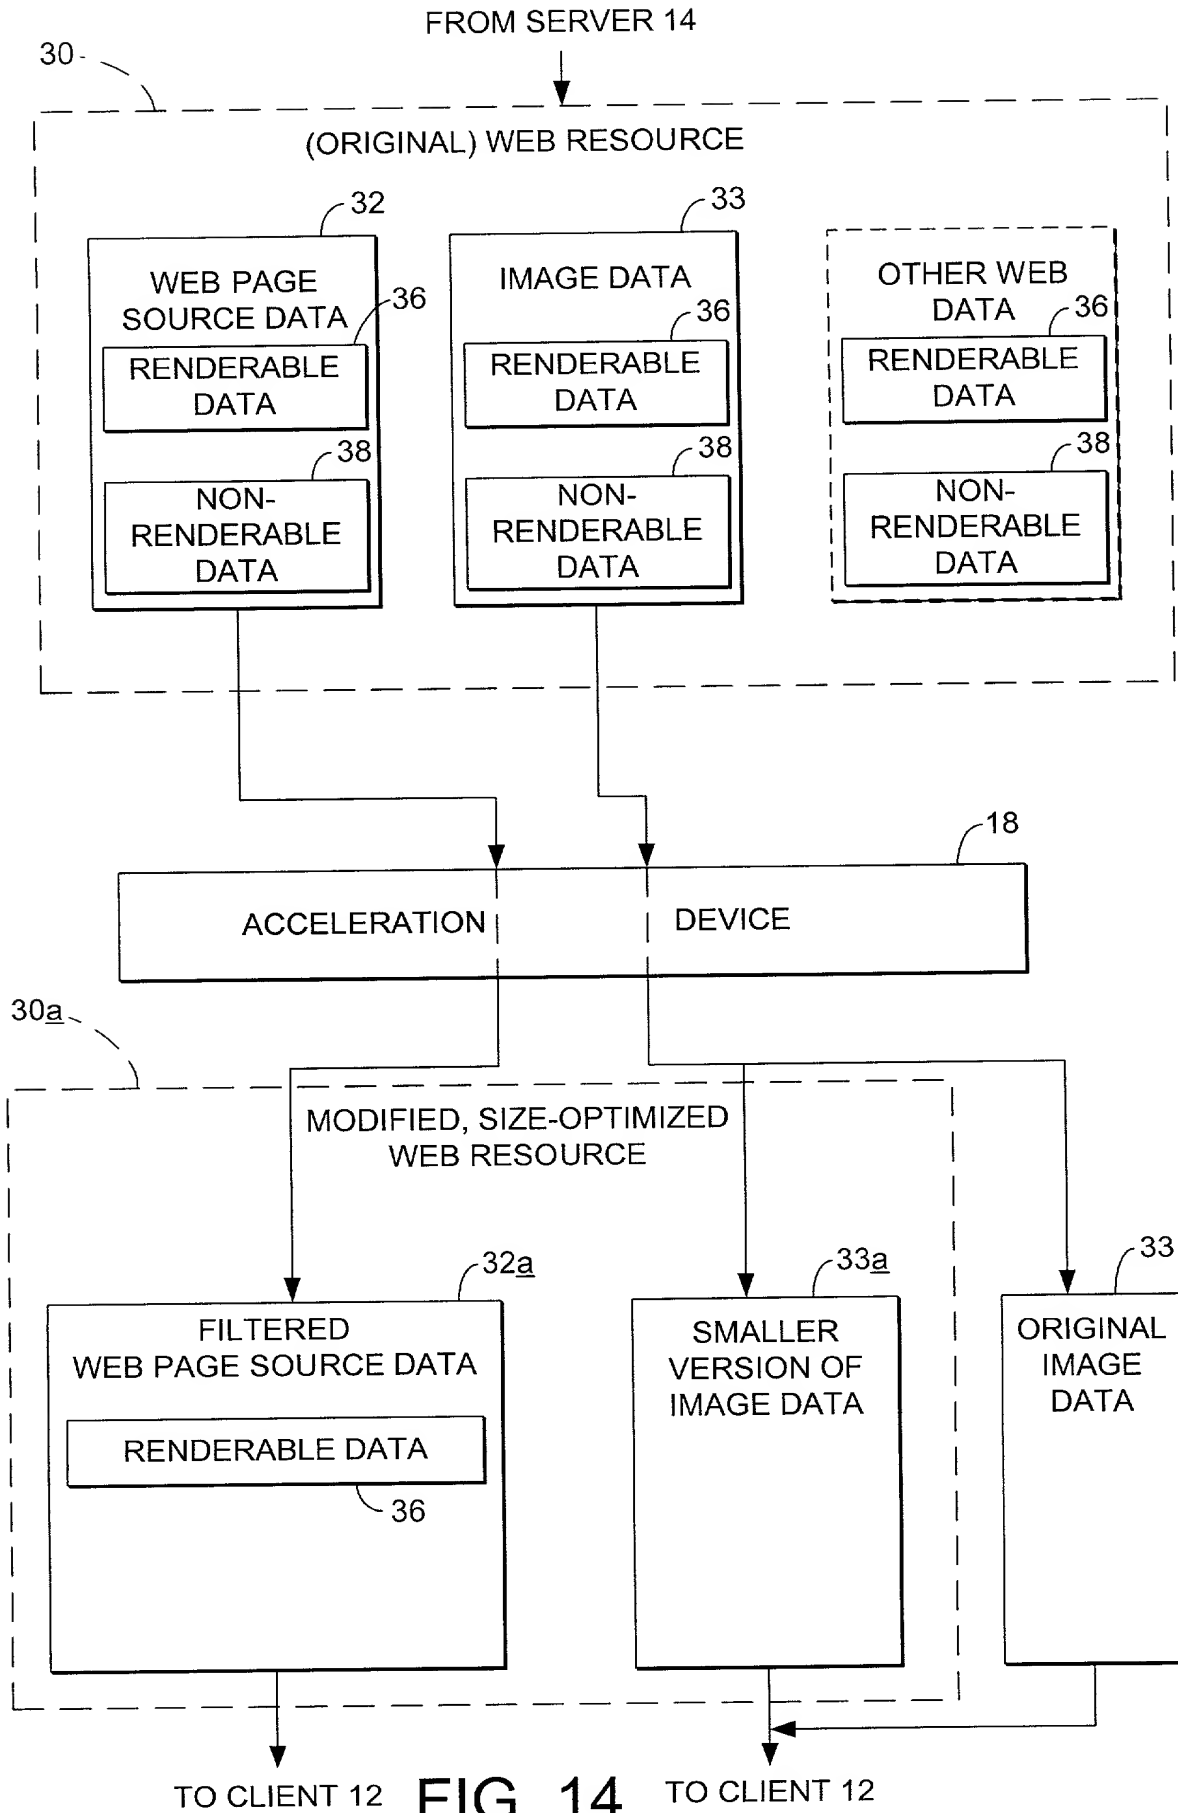 FROM SERVER 14
30
(ORIGINAL) WEB RESOURCE
32
WEB PAGE
SOURCE DATA
36
RENDERABLE
DATA
38
NON-
RENDERABLE
DATA
33
IMAGE DATA
36
RENDERABLE
DATA
38
NON-
RENDERABLE
DATA
OTHER WEB
DATA
36
RENDERABLE
DATA
38
NON-
RENDERABLE
DATA
18
ACCELERATION DEVICE
30a
MODIFIED, SIZE-OPTIMIZED
WEB RESOURCE
32a
FILTERED
WEB PAGE SOURCE DATA
RENDERABLE DATA
36
33a
SMALLER
VERSION OF
IMAGE DATA
33
ORIGINAL
IMAGE
DATA
TO CLIENT 12
TO CLIENT 12
FIG. 14